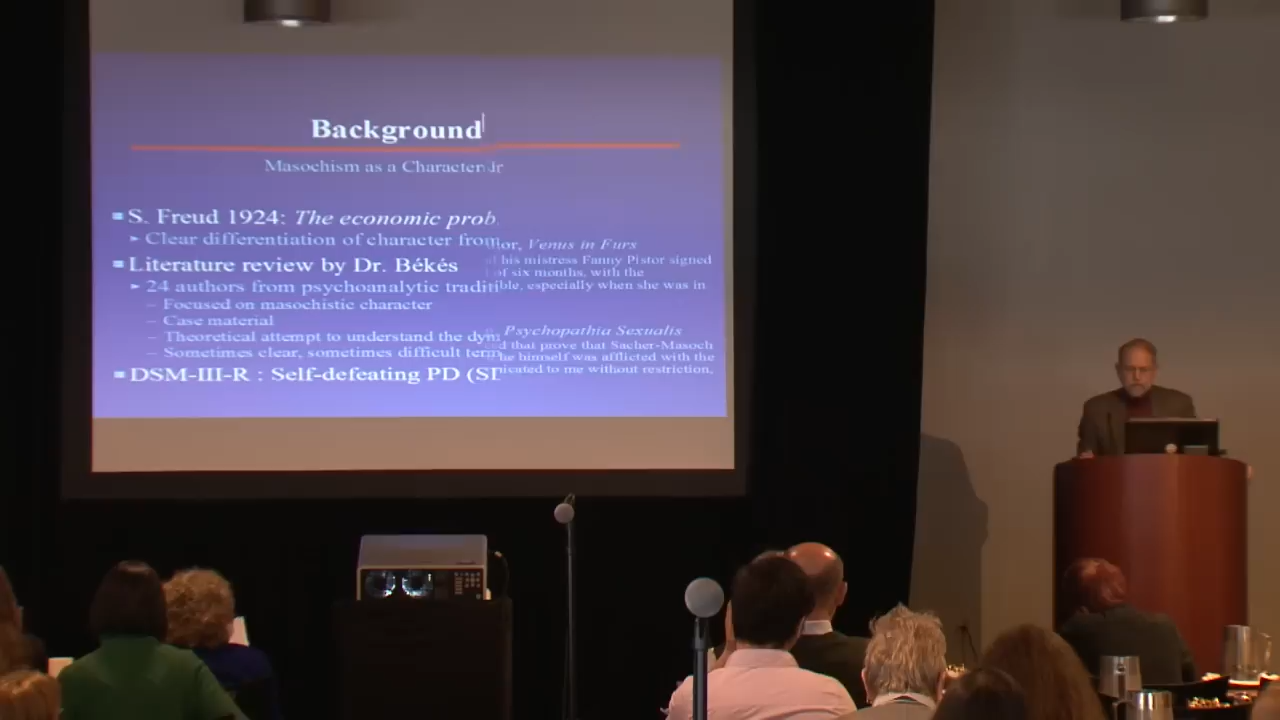 Background
Masochism as a Character
S. Freud 1924: The economic prob
Clear differentiation of character from
Literature review by Dr. Békés
24 authors from psychoanalytic traditi
– Focused on masochistic character
– Case material
– Theoretical attempt to understand the dyn
– Sometimes clear, sometimes difficult term
DSM-III-R : Self-defeating PD (SI
Venus in Furs
his mistress Fanny Pistor signed
of six months, with the
ible, especially when she was in
Psychopathia Sexualis
d that prove that Sacher-Masoch
he himself was afflicted with the
nicated to me without restriction,